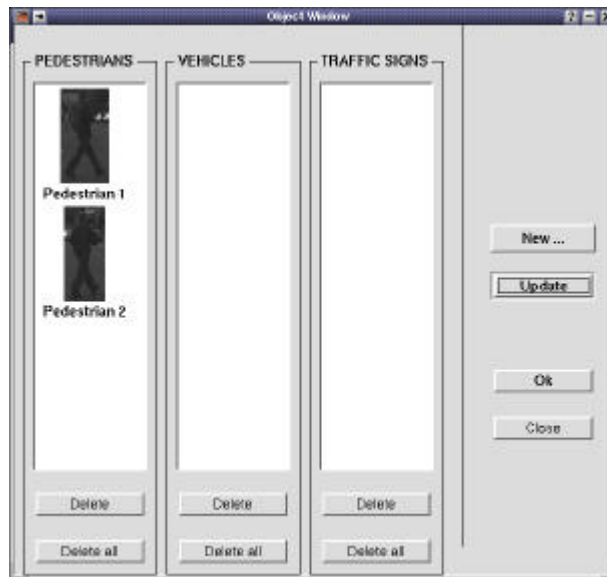 Object Window
PEDESTRIANS
VEHICLES
TRAFFIC SIGNS
Pedestrian 1
Pedestrian 2
New ...
Update
Ok
Close
Delete
Delete
Delete
Delete all
Delete all
Delete all